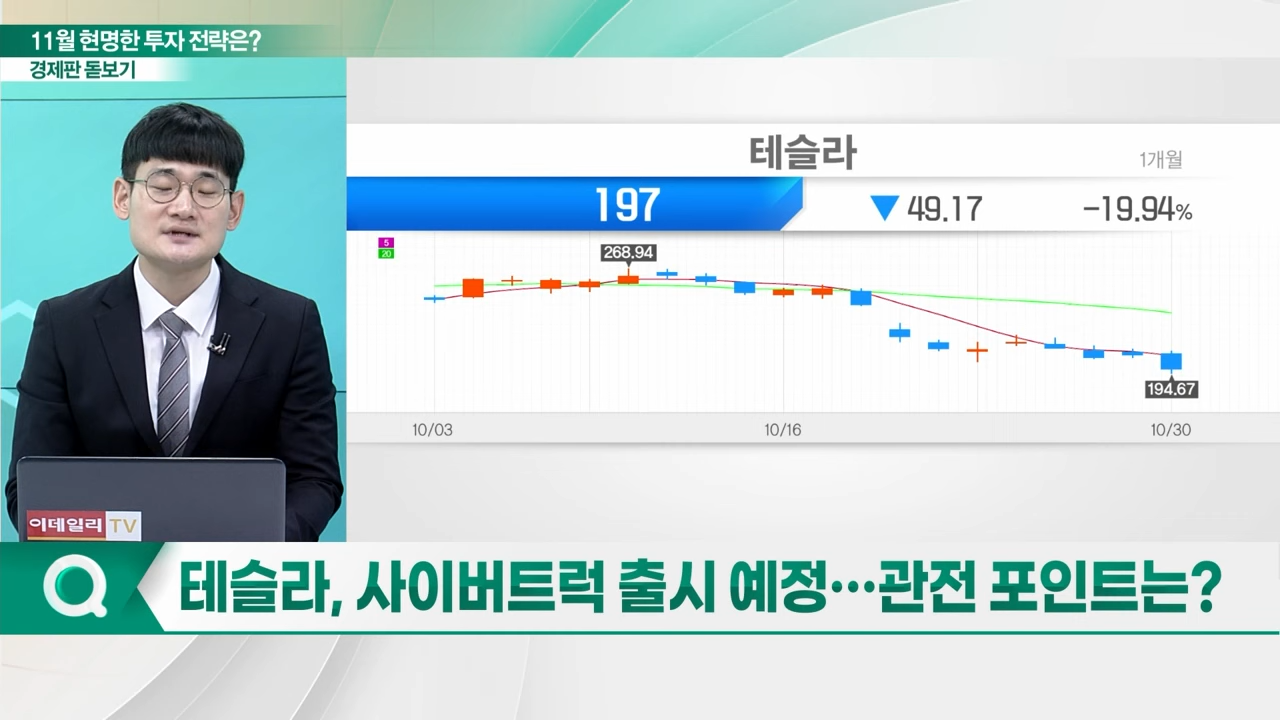 11월 현명한 투자 전략은?
경제판 돋보기
테슬라
1개월
197
▼ 49.17
-19.94%
5
20
268.94
194.67
10/03
10/16
10/30
이데일리 TV
테슬라, 사이버트럭 출시 예정…관전 포인트는?